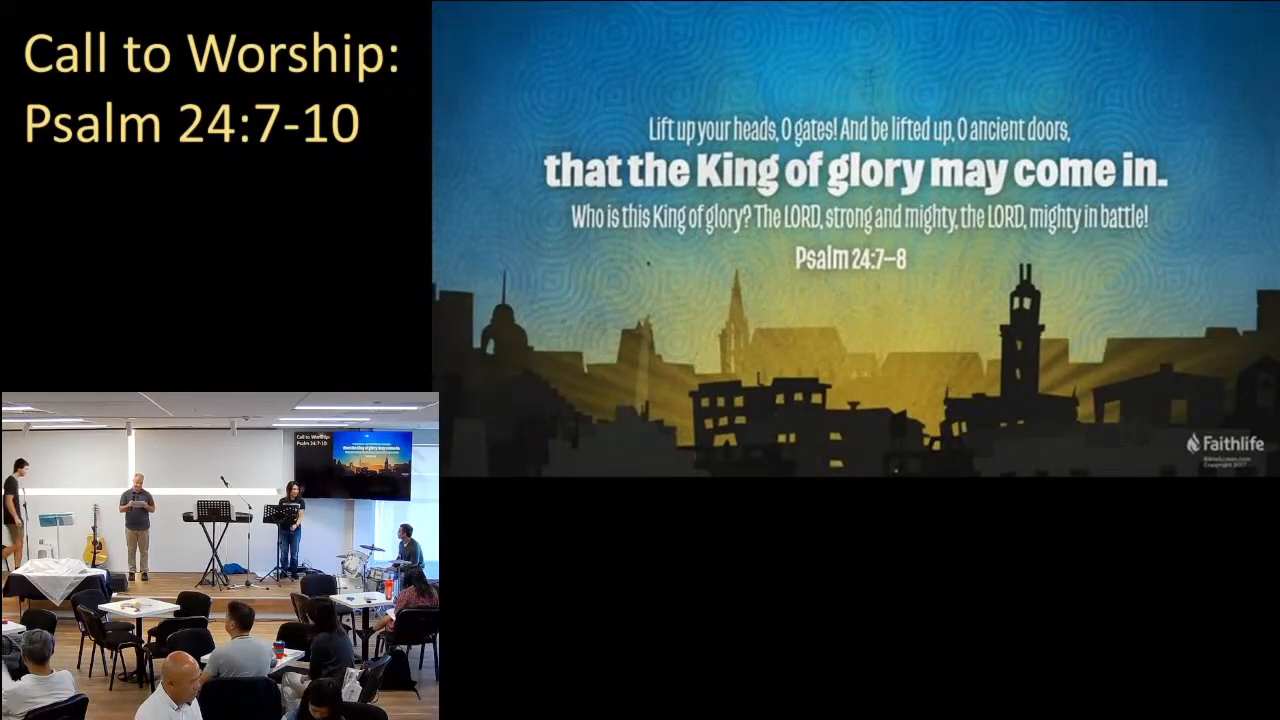 Call to Worship:
Psalm 24:7-10
Lift up your heads, O gates! And be lifted up, O ancient doors,
that the King of glory may come in.
Who is this King of glory? The LORD, strong and mighty, the LORD, mighty in battle!
Psalm 24:7–8
Faithlife
Call to Worship:
Psalm 24:7-10